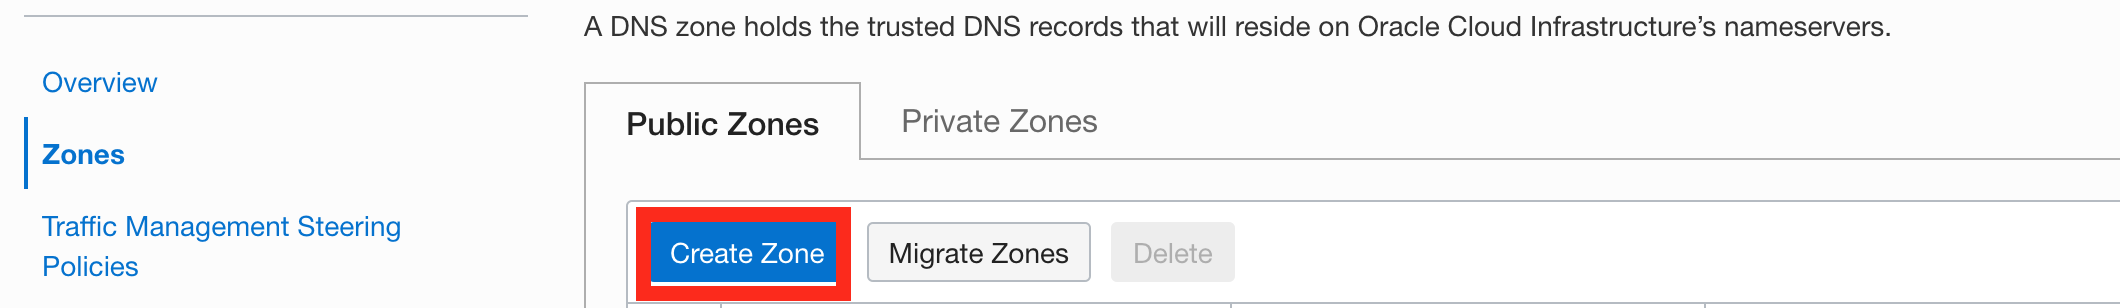 A DNS zone holds the trusted DNS records that will reside on Oracle Cloud Infrastructure’s nameservers.
Overview
Zones
Traffic Management Steering
Policies
Public Zones
Private Zones
Create Zone
Migrate Zones
Delete